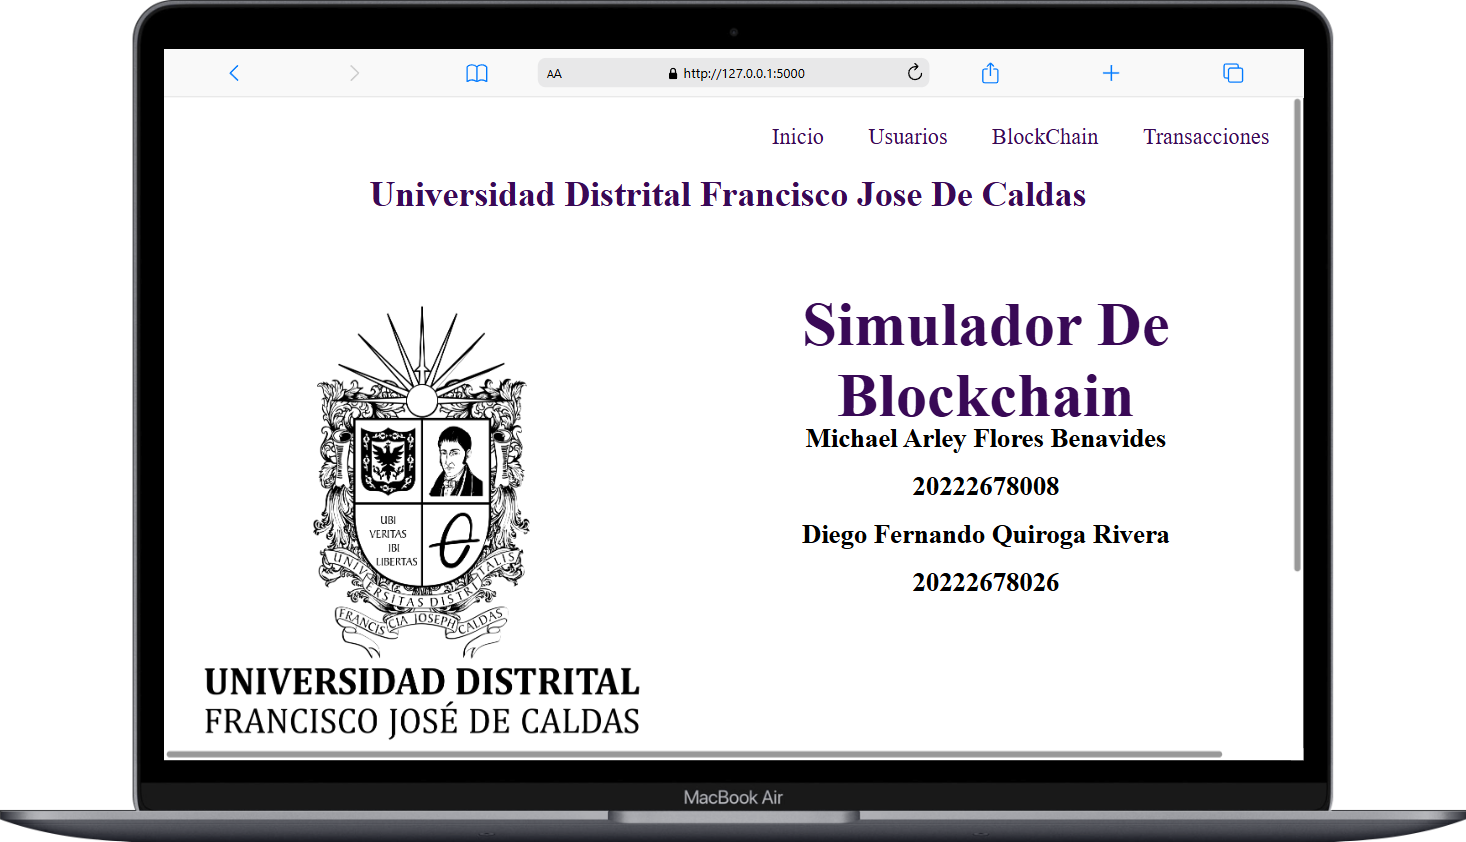 AA
http://127.0.0.1:5000
Inicio Usuarios BlockChain Transacciones
Universidad Distrital Francisco Jose De Caldas
Simulador De
Blockchain
Michael Arley Flores Benavides
20222678008
Diego Fernando Quiroga Rivera
20222678026
UBI
VERITAS
IBI
LIBERTAS
UNIVERSITAS DISTRITALIS
FRANCISCIA JOSEPH CALDAS
UNIVERSIDAD DISTRITAL
FRANCISCO JOSÉ DE CALDAS
MacBook Air